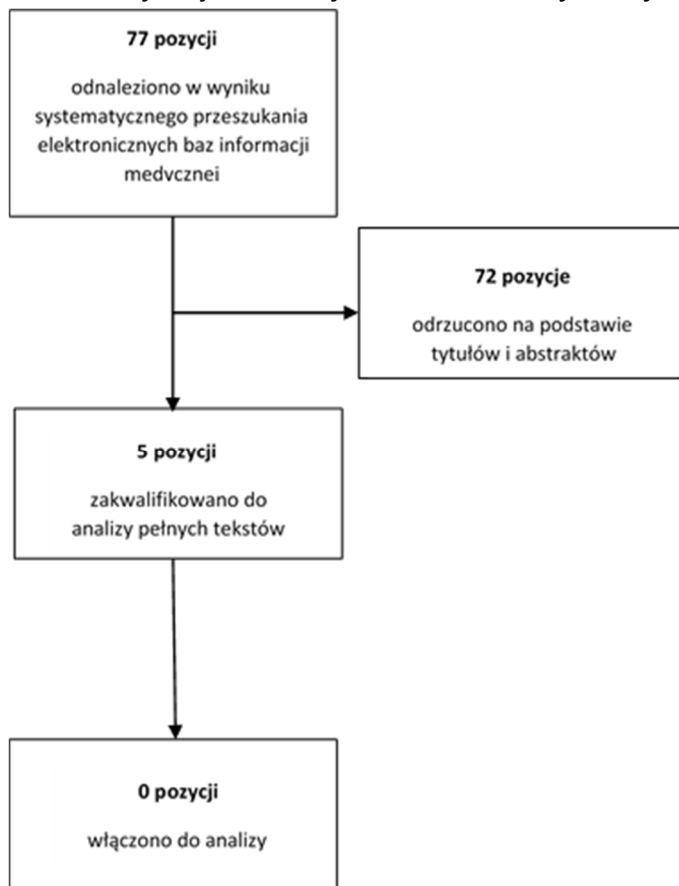 77 pozycji
odnaleziono w wyniku
systematycznego przeszukania
elektronicznych baz informacji
medycznej
72 pozycje
odrzucono na podstawie
tytułów i abstraktów
5 pozycji
zakwalifikowano do
analizy pełnych tekstów
0 pozycji
włączono do analizy